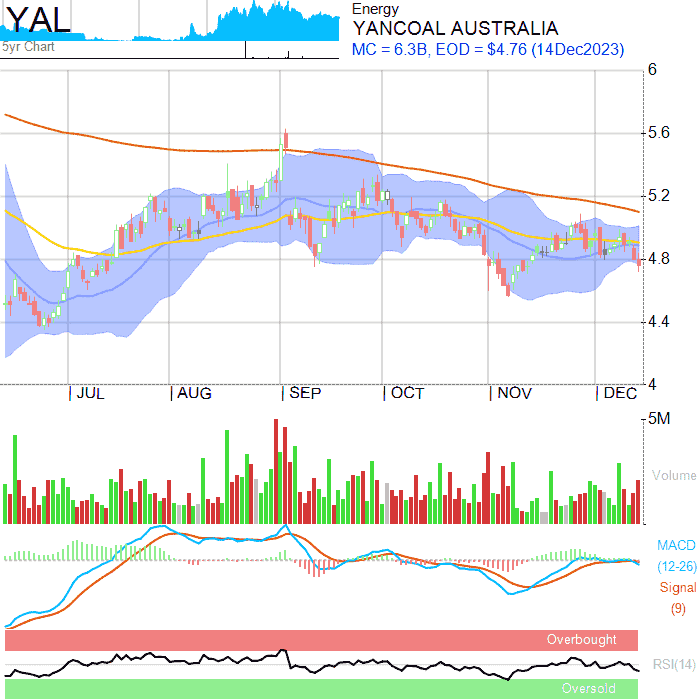 YAL
5yr Chart
Energy
YANCOAL AUSTRALIA
MC = 6.3B, EOD = $4.76 (14Dec2023)
6
5.6
5.2
4.8
4.4
4
JUL AUG SEP OCT NOV DEC
5M
Volume
MACD
(12-26)
Signal
(9)
Overbought
RSI(14)
Oversold